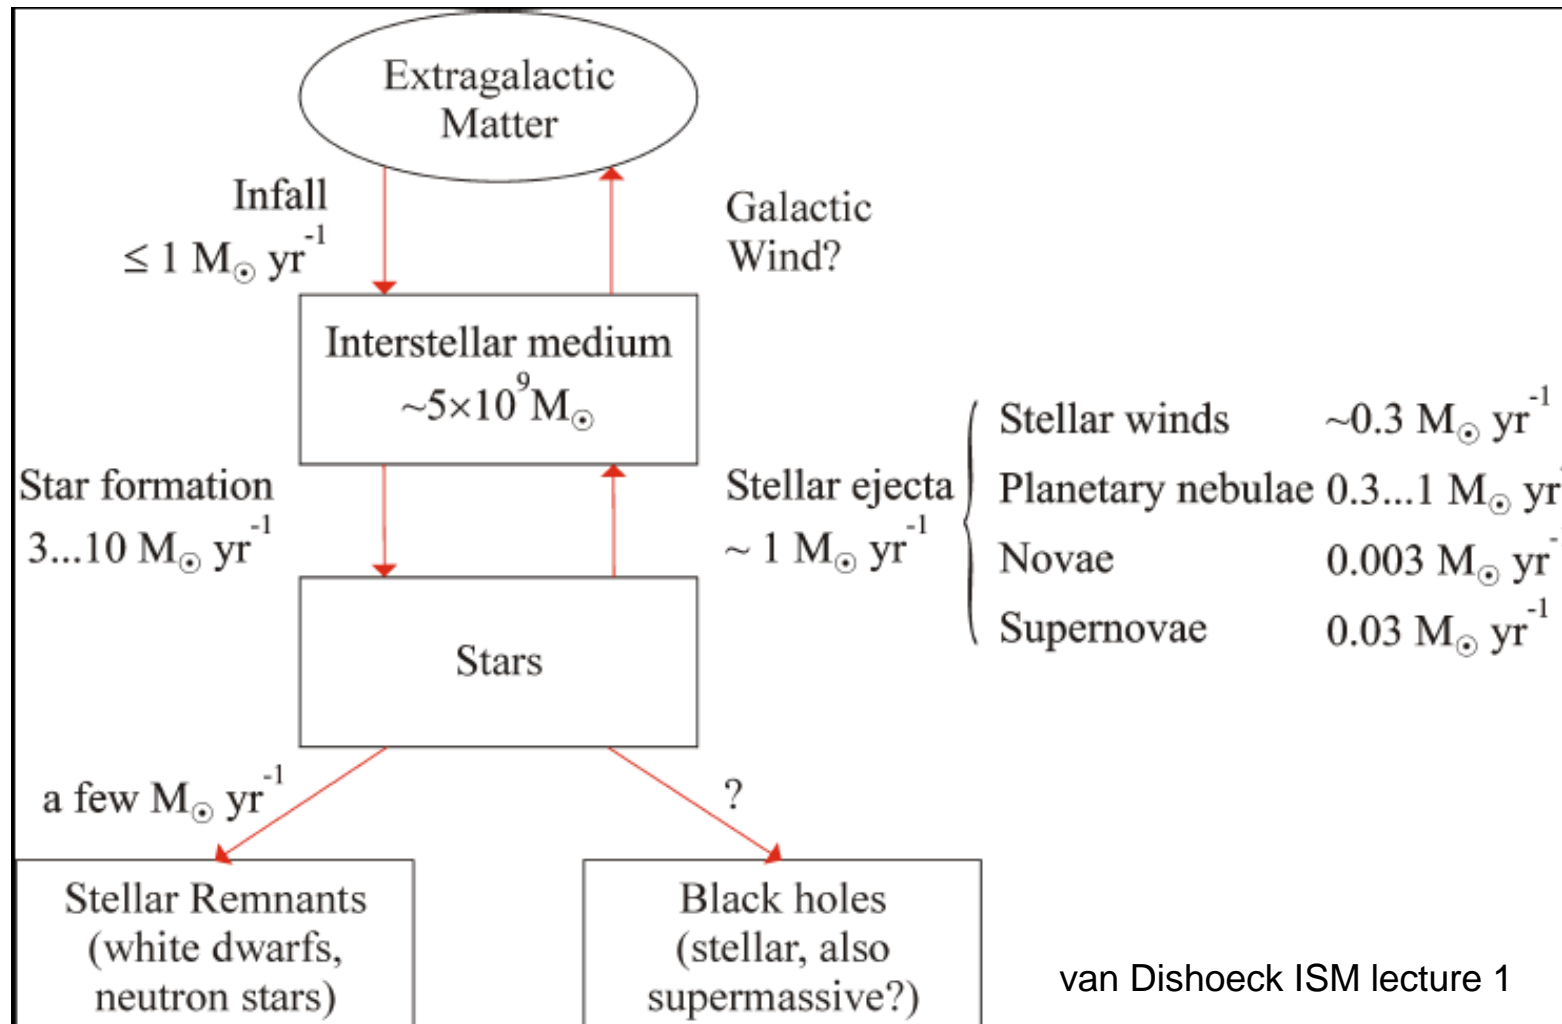 Extragalactic
Matter
Infall
≤ 1 M☉ yr⁻¹
Galactic
Wind?
Interstellar medium
~5×10⁹M☉
Star formation
3...10 M☉ yr⁻¹
Stellar ejecta
~ 1 M☉ yr⁻¹
Stellar winds ~0.3 M☉ yr⁻¹
Planetary nebulae 0.3...1 M☉ yr
Novae 0.003 M☉ yr⁻
Supernovae 0.03 M☉ yr⁻¹
Stars
a few M☉ yr⁻¹
?
Stellar Remnants
(white dwarfs,
neutron stars)
Black holes
(stellar, also
supermassive?)
van Dishoeck ISM lecture 1